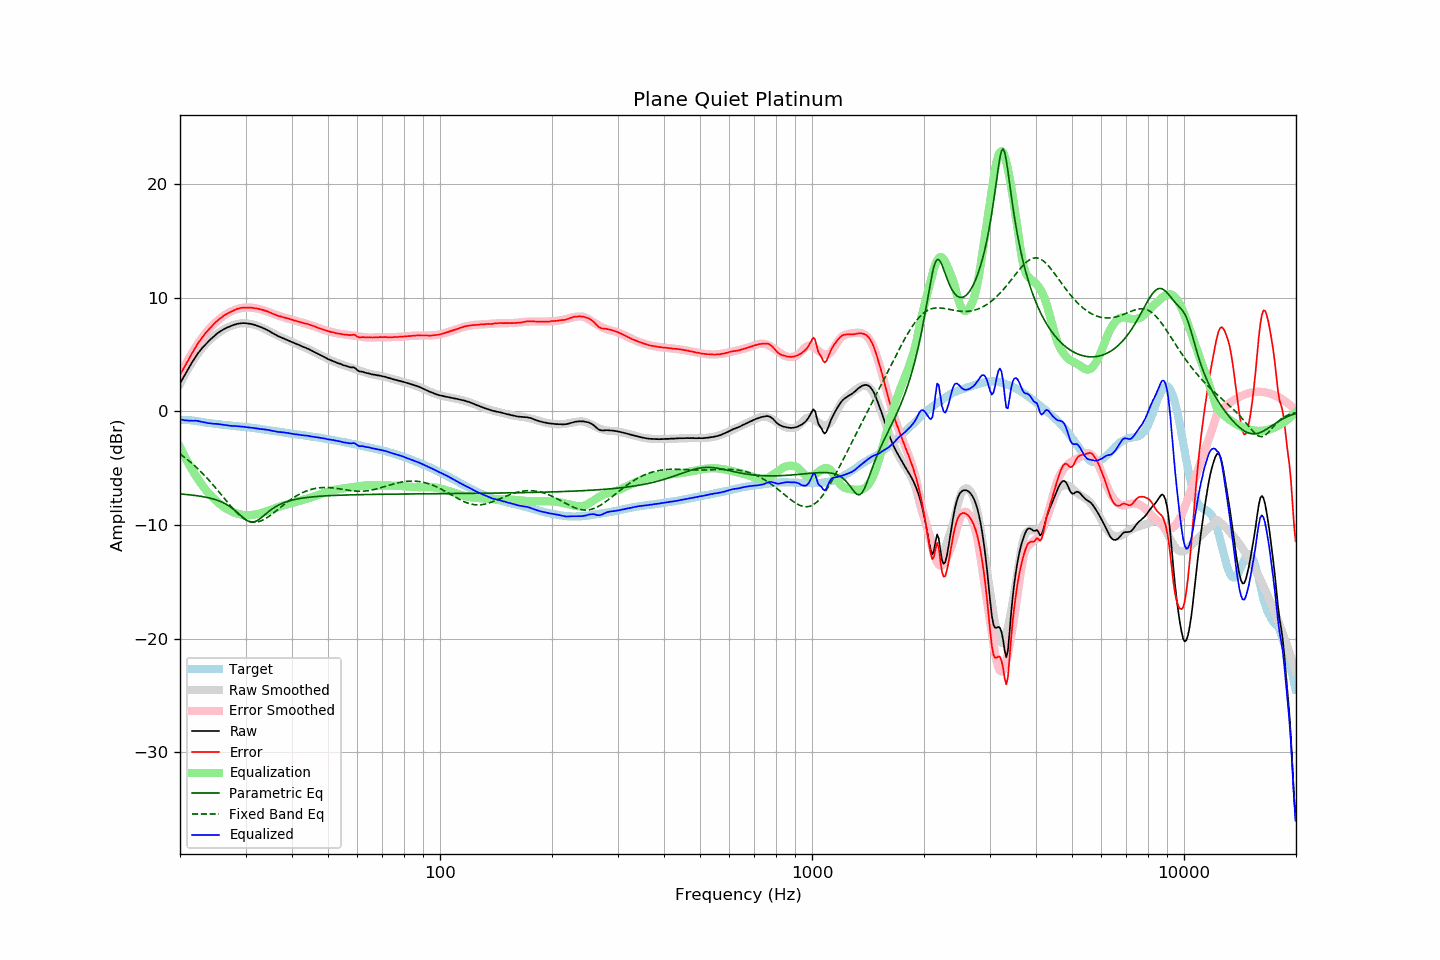 Plane Quiet Platinum
Amplitude (dBr)
20
10
0
−10
−20
−30
Target
Raw Smoothed
Error Smoothed
Raw
Error
Equalization
Parametric Eq
Fixed Band Eq
Equalized
100 1000 10000
Frequency (Hz)